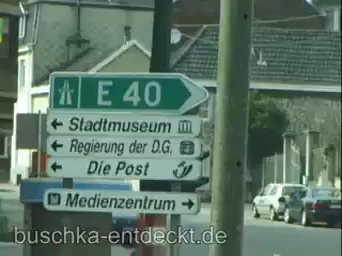 E 40
Stadtmuseum
Regierung der D.G.
Die Post
Medienzentrum
buschka-entdeckt.de